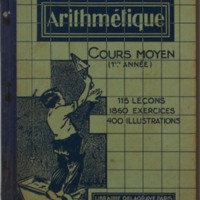 Arithmétique
COURS MOYEN
(1re ANNÉE)
115 LEÇONS
1860 EXERCICES
400 ILLUSTRATIONS
LIBRAIRIE DELAGRAVE PARIS